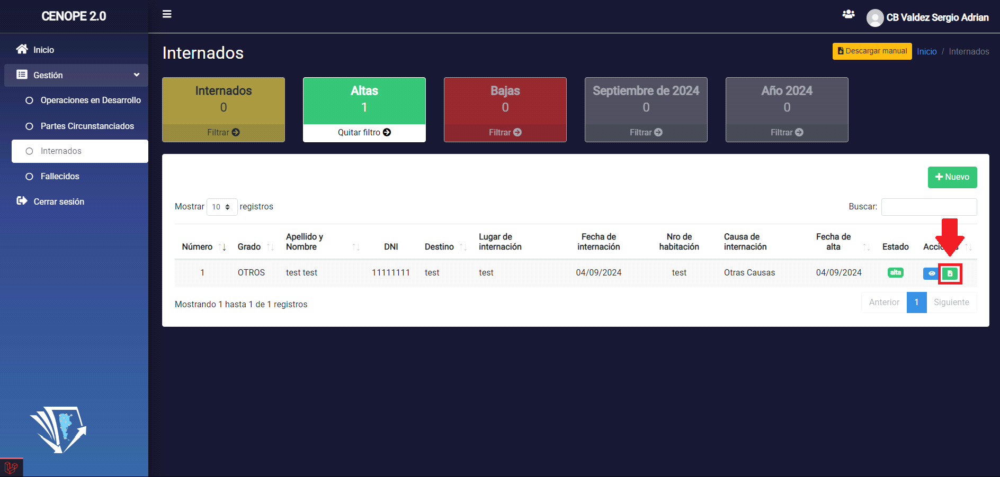 CENOPE 2.0
CB Valdez Sergio Adrian
Inicio
Gestión
Operaciones en Desarrollo
Partes Circunstanciados
Internados
Fallecidos
Cerrar sesión
Internados
Descargar manual Inicio / Internados
Internados
0
Filtrar
Altas
1
Quitar filtro
Bajas
0
Filtrar
Septiembre de 2024
0
Filtrar
Año 2024
0
Filtrar
Nuevo
Mostrar 10 registros
Buscar:
Número Grado Apellido y Nombre DNI Destino Lugar de internación Fecha de internación Nro de habitación Causa de internación Fecha de alta Estado
1 OTROS test test 11111111 test test 04/09/2024 test Otras Causas 04/09/2024 alta
Mostrando 1 hasta 1 de 1 registros
Anterior 1 Siguiente